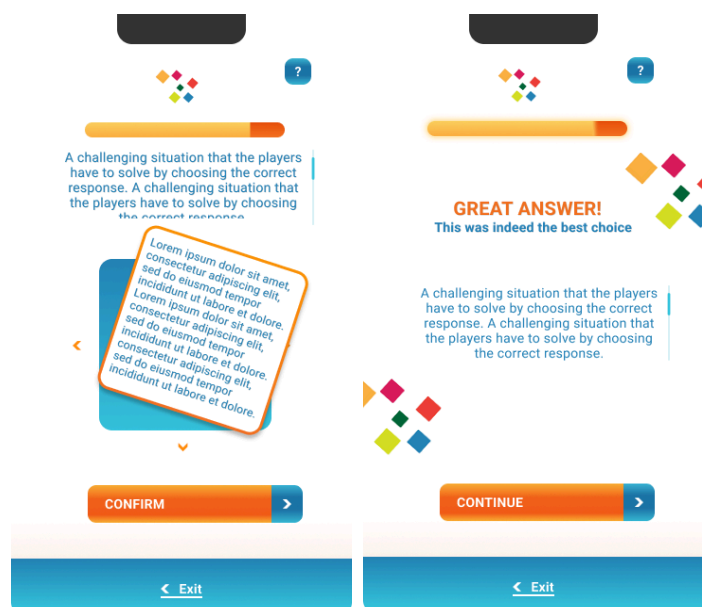 ?
A challenging situation that the players
have to solve by choosing the correct
response. A challenging situation that
the players have to solve by choosing
the correct response
Lorem ipsum dolor sit amet,
consectetur adipiscing elit,
sed do eiusmod tempor
incididunt ut labore et dolore.
Lorem ipsum dolor sit amet,
consectetur adipiscing elit,
sed do eiusmod tempor
incididunt ut labore et dolore.
consectetur adipiscing elit,
sed do eiusmod tempor
incididunt ut labore et dolore.
CONFIRM
Exit
?
GREAT ANSWER!
This was indeed the best choice
A challenging situation that the players
have to solve by choosing the correct
response. A challenging situation that
the players have to solve by choosing
the correct response.
CONTINUE
Exit